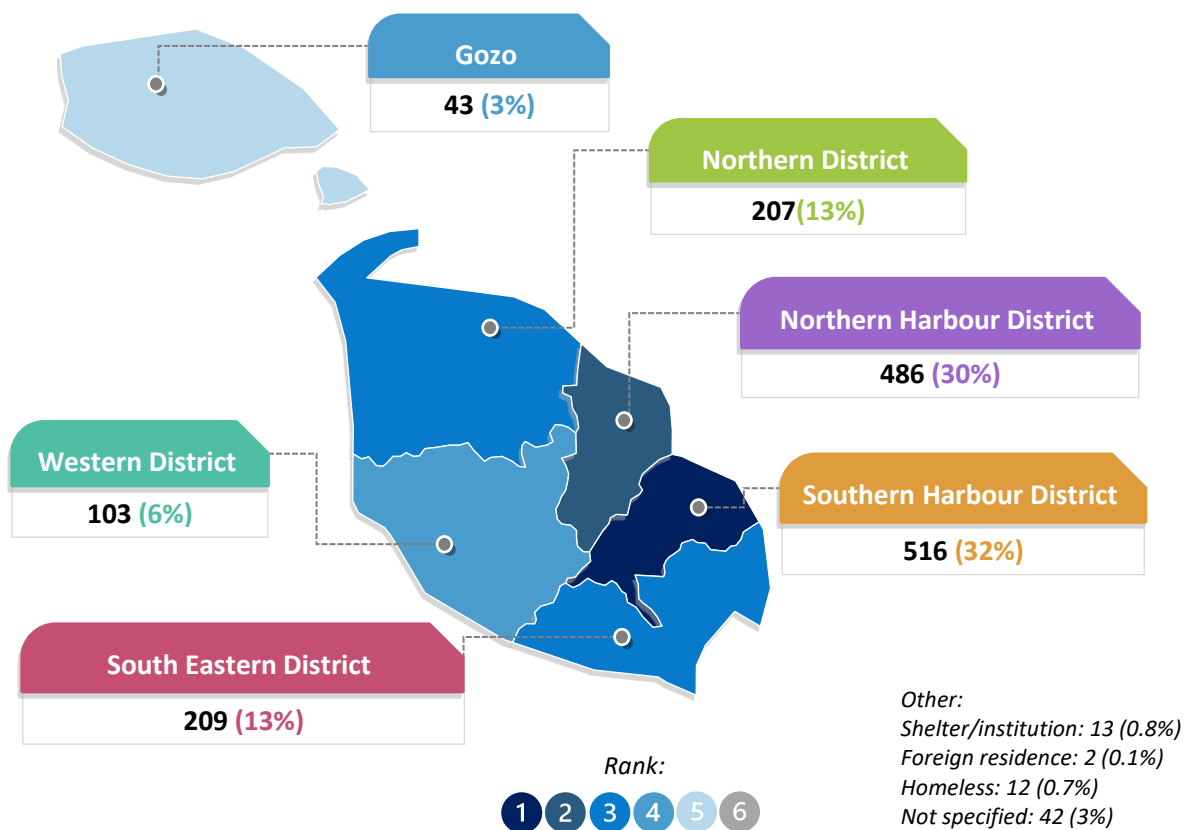 Gozo
43 (3%)
Northern District
207(13%)
Northern Harbour District
486 (30%)
Western District
103 (6%)
Southern Harbour District
516 (32%)
South Eastern District
209 (13%)
Other:
Shelter/institution: 13 (0.8%)
Foreign residence: 2 (0.1%)
Homeless: 12 (0.7%)
Not specified: 42 (3%)
Rank:
1 2 3 4 5 6